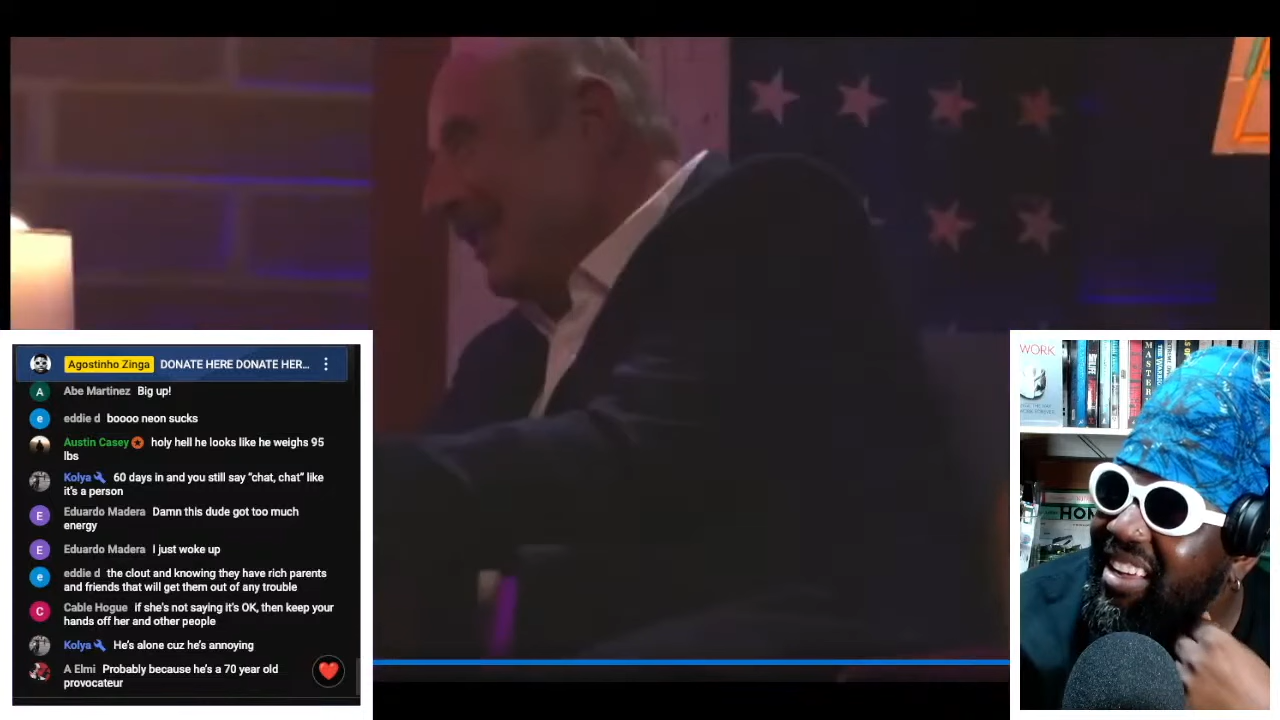 Agostinho Zinga DONATE HERE DONATE HER...
Abe Martinez Big up!
eddie d boooo neon sucks
Austin Casey holy hell he looks like he weighs 95
lbs
Kolya 60 days in and you still say “chat, chat” like
it’s a person
Eduardo Madera Damn this dude got too much
energy
Eduardo Madera I just woke up
eddie d the clout and knowing they have rich parents
and friends that will get them out of any trouble
Cable Hogue if she's not saying it's OK, then keep your
hands off her and other people
Kolya He’s alone cuz he’s annoying
A Elmi Probably because he’s a 70 year old
provocateur
A
e
E
E
e
C
WORK
MASTER
HOM